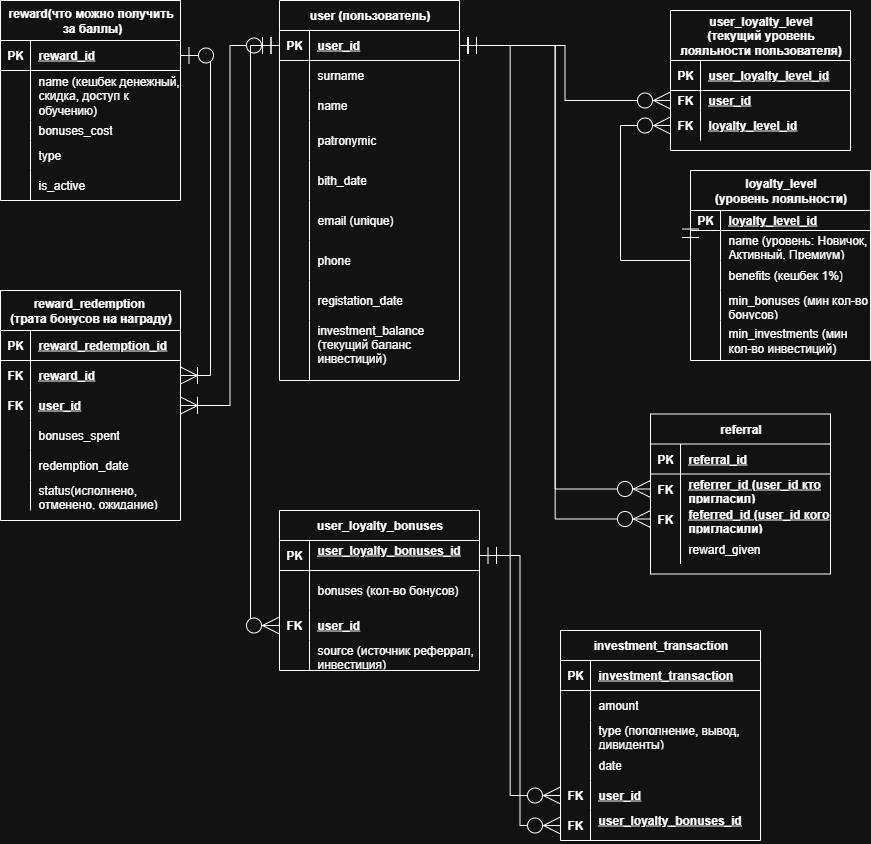 reward(что можно получить
за баллы)
PK reward_id
name (кешбек денежный,
скидка, доступ к
обучению)
bonuses_cost
type
is_active
user (пользователь)
PK user_id
surname
name
patronymic
bith_date
email (unique)
phone
registation_date
investment_balance
(текущий баланс
инвестиций)
user_loyalty_level
(текущий уровень
лояльности пользователя)
PK user_loyalty_level_id
FK user_id
FK loyalty_level_id
loyalty_level
(уровень лояльности)
PK loyalty_level_id
name (уровень: Новичок,
Активный, Премиум)
benefits (кешбек 1%)
min_bonuses (мин кол-во
бонусов)
min_investments (мин
кол-во инвестиций)
reward_redemption
(трата бонусов на награду)
PK reward_redemption_id
FK reward_id
FK user_id
bonuses_spent
redemption_date
status(исполнено,
отменено, ожидание)
referral
PK referral_id
FK referrer_id (user_id кто
пригласил)
FK feferred_id (user_id кого
пригласили)
reward_given
user_loyalty_bonuses
PK user_loyalty_bonuses_id
bonuses (кол-во бонусов)
FK user_id
source (источник реферрал,
инвестиция)
investment_transaction
PK investment_transaction
amount
type (пополнение, вывод,
дивиденты)
date
FK user_id
FK user_loyalty_bonuses_id